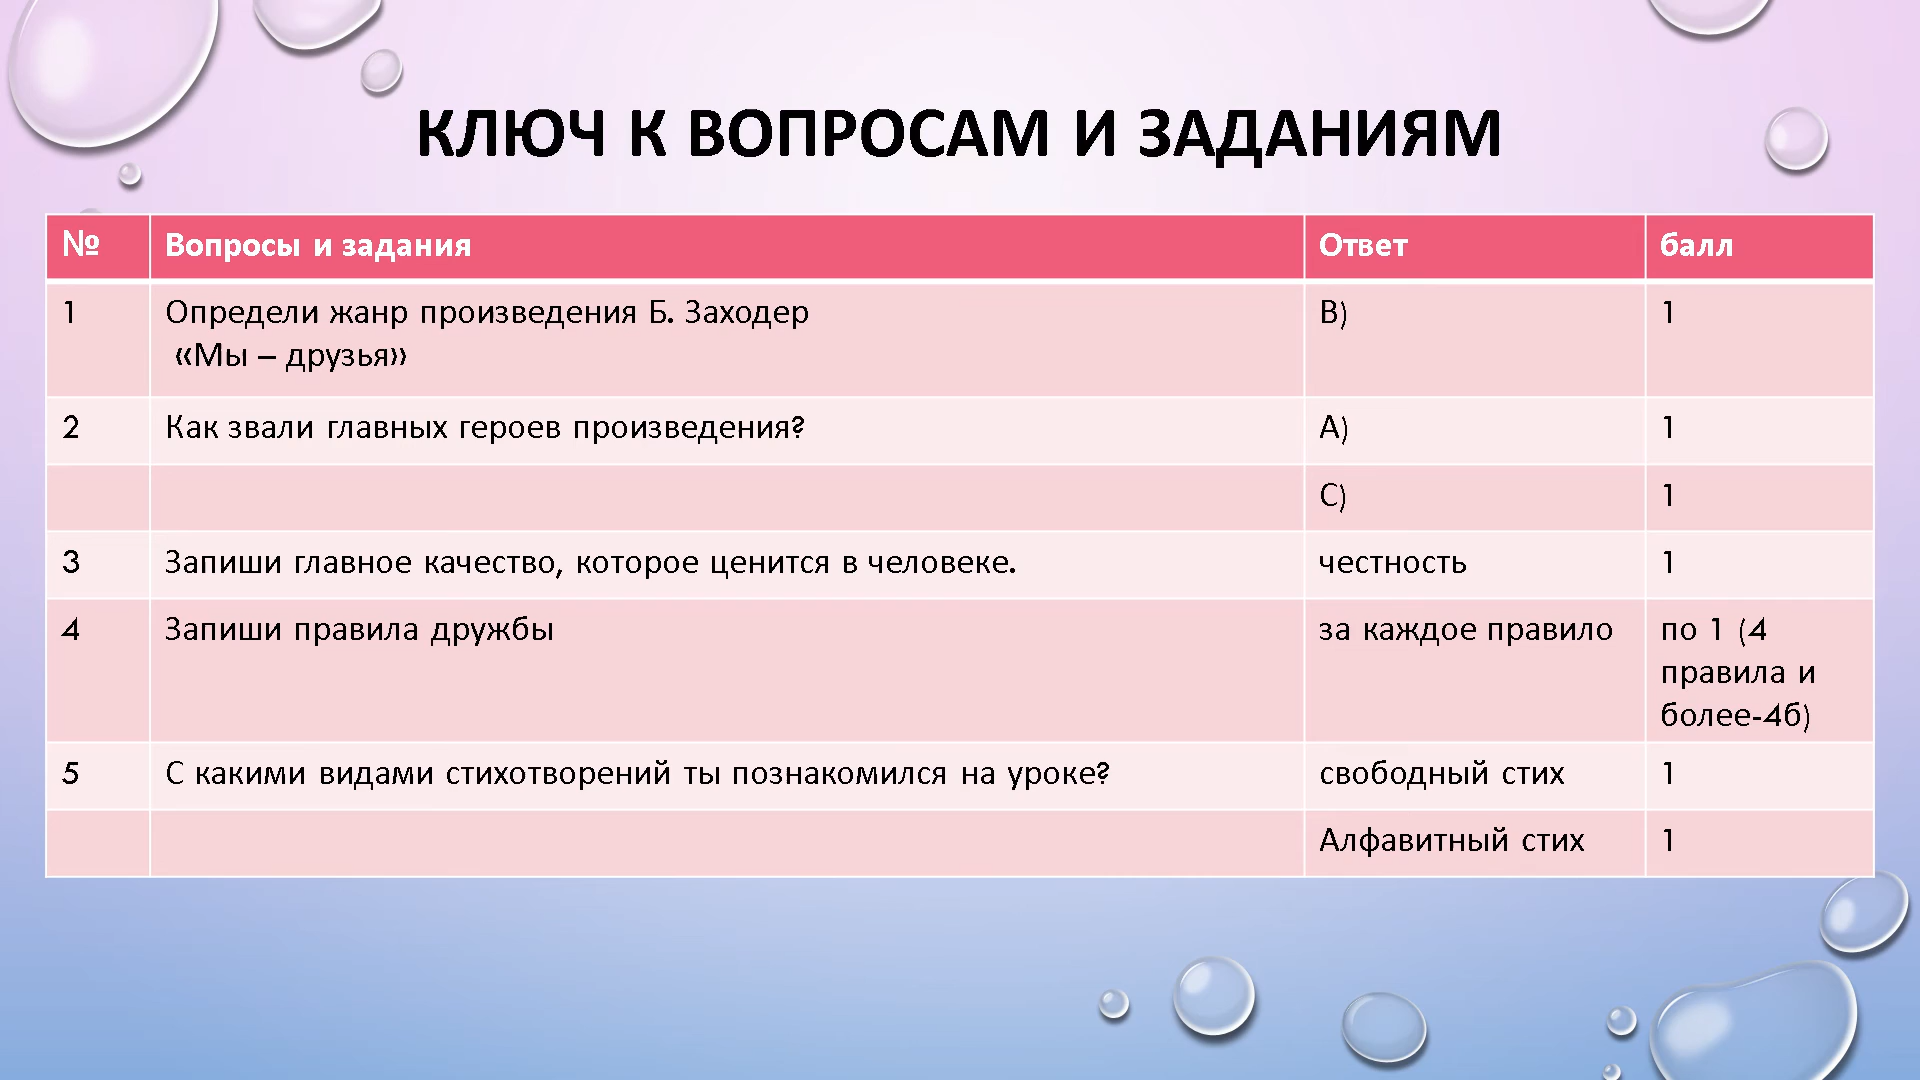 КЛЮЧ К ВОПРОСАМ И ЗАДАНИЯМ
№ Вопросы и задания Ответ балл
1 Определи жанр произведения Б. Заходер В) 1
«Мы – друзья»
2 Как звали главных героев произведения? А) 1
С) 1
3 Запиши главное качество, которое ценится в человеке. честность 1
4 Запиши правила дружбы за каждое правило по 1 (4
правила и
более-4б)
5 С какими видами стихотворений ты познакомился на уроке? свободный стих 1
Алфавитный стих 1